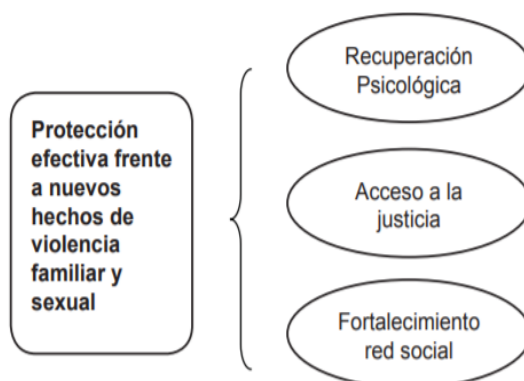 Protección
efectiva frente
a nuevos
hechos de
violencia
familiar y
sexual
Recuperación
Psicológica
Acceso a la
justicia
Fortalecimiento
red social